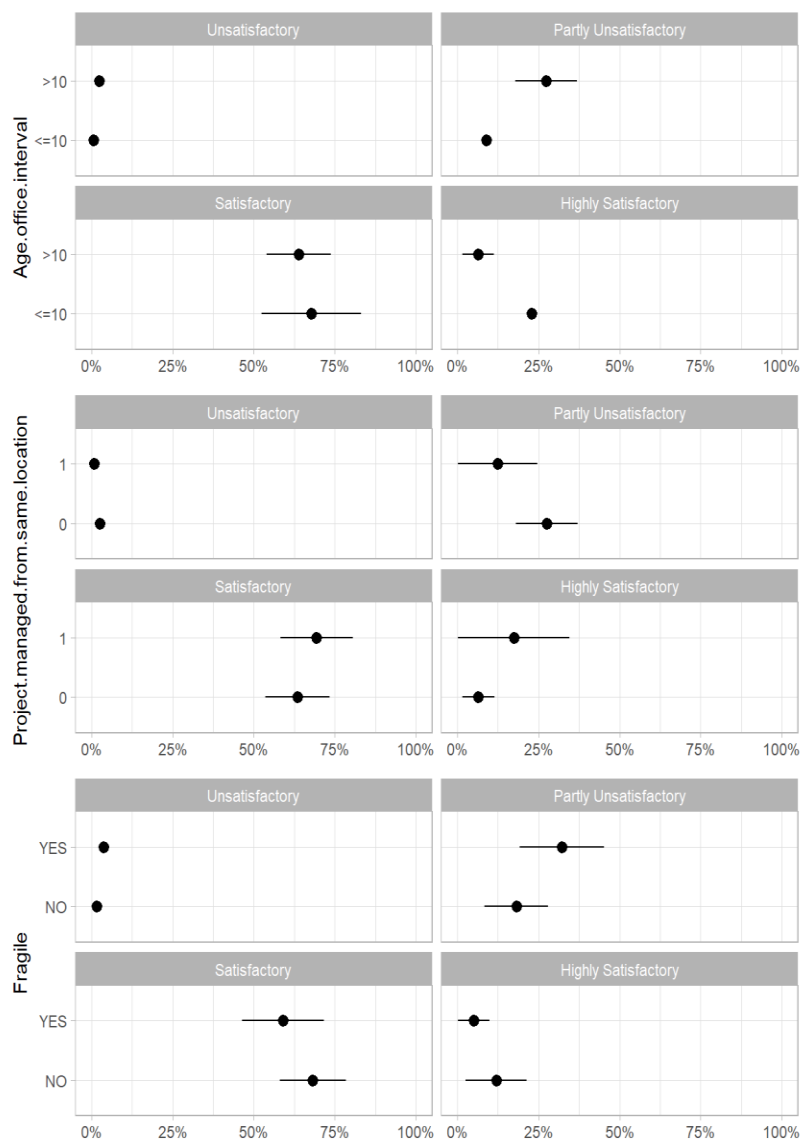 Age.office.interval
Unsatisfactory Partly Unsatisfactory
>10
<=10
Satisfactory Highly Satisfactory
>10
<=10
0% 25% 50% 75% 100% 0% 25% 50% 75% 100%
Project.managed.from.same.location
Unsatisfactory Partly Unsatisfactory
1
0
Satisfactory Highly Satisfactory
1
0
0% 25% 50% 75% 100% 0% 25% 50% 75% 100%
Fragile
Unsatisfactory Partly Unsatisfactory
YES
NO
Satisfactory Highly Satisfactory
YES
NO
0% 25% 50% 75% 100% 0% 25% 50% 75% 100%